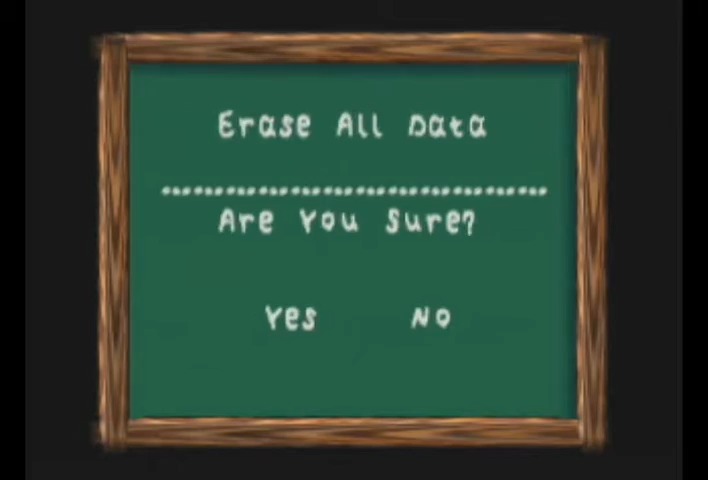 Erase All Data
Are You Sure?
Yes No